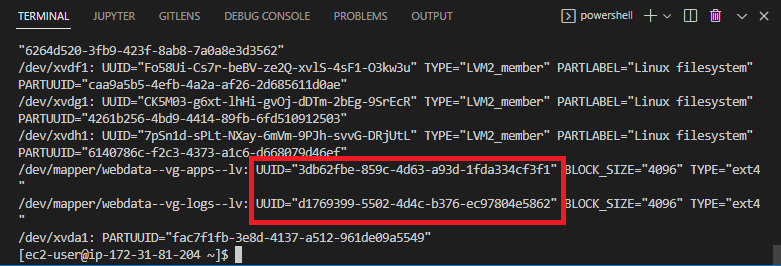 TERMINAL JUPYTER GITLENS DEBUG CONSOLE PROBLEMS OUTPUT powershell
"6264d520-3fb9-423f-8ab8-7a0a8e3d3562"
/dev/xvdf1: UUID="Fo58Ui-Cs7r-beBV-ze2Q-xvlS-4sF1-O3kw3u" TYPE="LVM2_member" PARTLABEL="Linux filesystem"
PARTUUID="caa9a5b5-4efb-4a2a-af26-2d685611d0ae"
/dev/xvdg1: UUID="CK5M03-g6xt-lhHi-gvOj-dDTm-2bEg-9SrEcR" TYPE="LVM2_member" PARTLABEL="Linux filesystem"
PARTUUID="4261b256-4bd9-4414-89fb-6fd510912503"
/dev/xvdh1: UUID="7pSn1d-sPLt-NXay-6mVm-9PJh-svvG-DRjUtL" TYPE="LVM2_member" PARTLABEL="Linux filesystem"
PARTUUID="6140786c-f2c3-4373-a1c6-d668079d46ef"
/dev/mapper/webdata--vg-apps--lv: UUID="3db62fbe-859c-4d63-a93d-1fda334cf3f1" BLOCK_SIZE="4096" TYPE="ext4
"
/dev/mapper/webdata--vg-logs--lv: UUID="d1769399-5502-4d4c-b376-ec97804e5862" BLOCK_SIZE="4096" TYPE="ext4
"
/dev/xvda1: PARTUUID="fac7f1fb-3e8d-4137-a512-961de09a5549"
[ec2-user@ip-172-31-81-204 ~]$